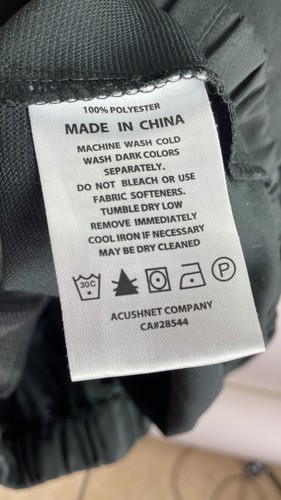 100% POLYESTER
MADE IN CHINA
MACHINE WASH COLD
WASH DARK COLORS
SEPARATELY.
DO NOT BLEACH OR USE
FABRIC SOFTENERS.
TUMBLE DRY LOW
REMOVE IMMEDIATELY
COOL IRON IF NECESSARY
MAY BE DRY CLEANED
30C P
ACUSHNET COMPANY
CA#28544